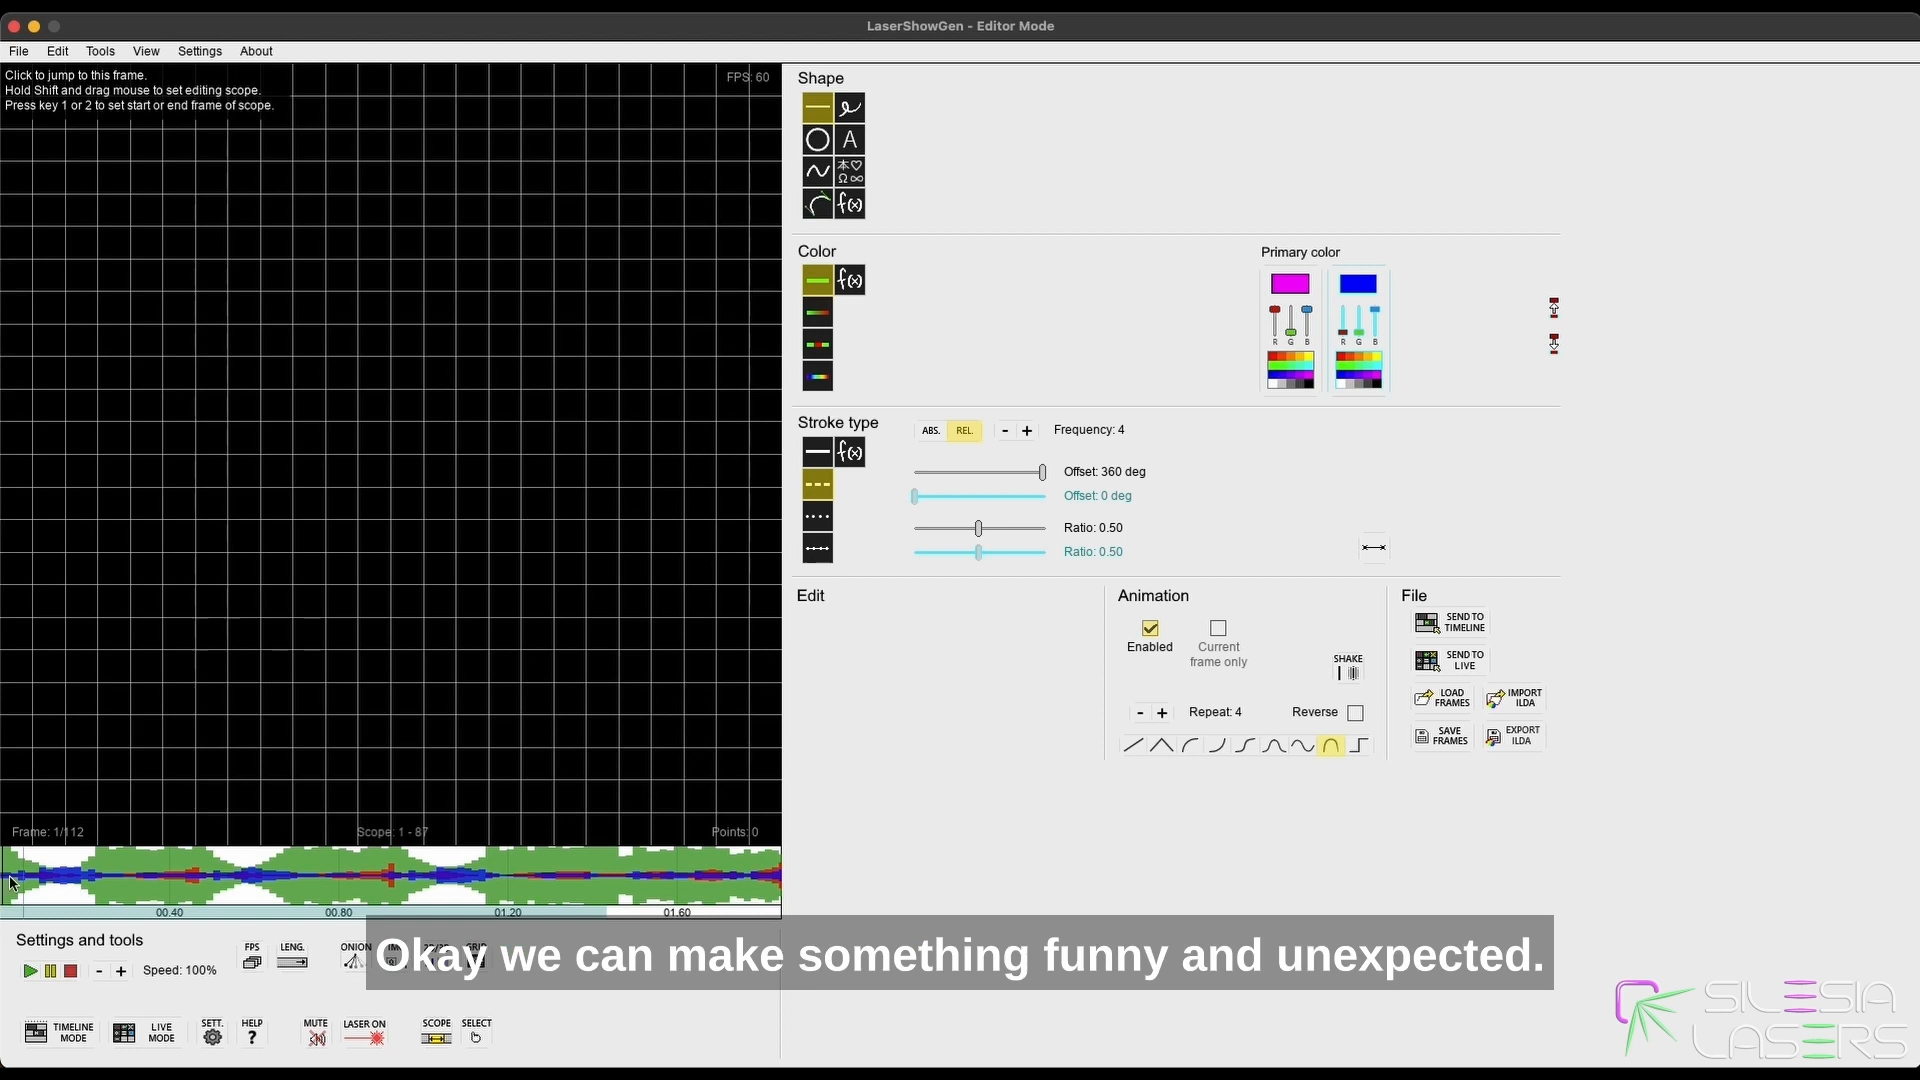 LaserShowGen - Editor Mode
File Edit Tools View Settings About
Click to jump to this frame.
Hold Shift and drag mouse to set editing scope.
Press key 1 or 2 to set start or end frame of scope.
FPS: 60
Shape
A
本♡
Ω∞
f(x)
Color
f(x)
Primary color
R G B
R G B
Stroke type
f(x)
ABS. REL. - + Frequency: 4
Offset: 360 deg
Offset: 0 deg
Ratio: 0.50
Ratio: 0.50
Edit
Animation
Enabled
Current
frame only
SHAKE
- + Repeat: 4 Reverse
File
SEND TO
TIMELINE
SEND TO
LIVE
LOAD
FRAMES
IMPORT
ILDA
SAVE
FRAMES
EXPORT
ILDA
Frame: 1/112 Scope: 1 - 87 Points: 0
00.40 00.80 01.20 01.60
Settings and tools
FPS LENG. ONION
- + Speed: 100%
Okay we can make something funny and unexpected.
TIMELINE
MODE
LIVE
MODE
SETT. HELP
?
MUTE LASER ON SCOPE SELECT
SILESIA
LASERS